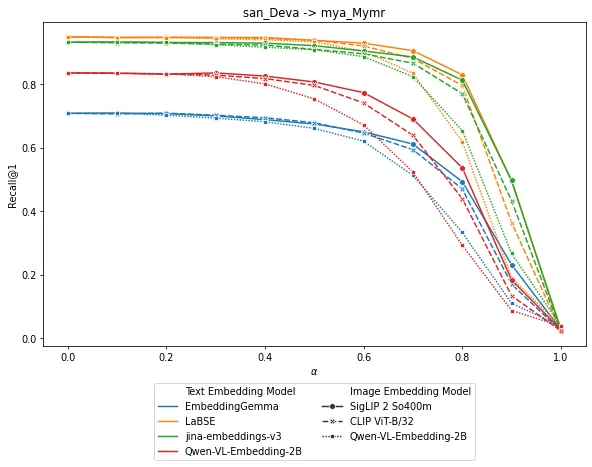 san_Deva -> mya_Mymr
Recall@1
0.8
0.6
0.4
0.2
0.0
0.0 0.2 0.4 0.6 0.8 1.0
α
Text Embedding Model Image Embedding Model
EmbeddingGemma SigLIP 2 So400m
LaBSE CLIP ViT-B/32
jina-embeddings-v3 Qwen-VL-Embedding-2B
Qwen-VL-Embedding-2B